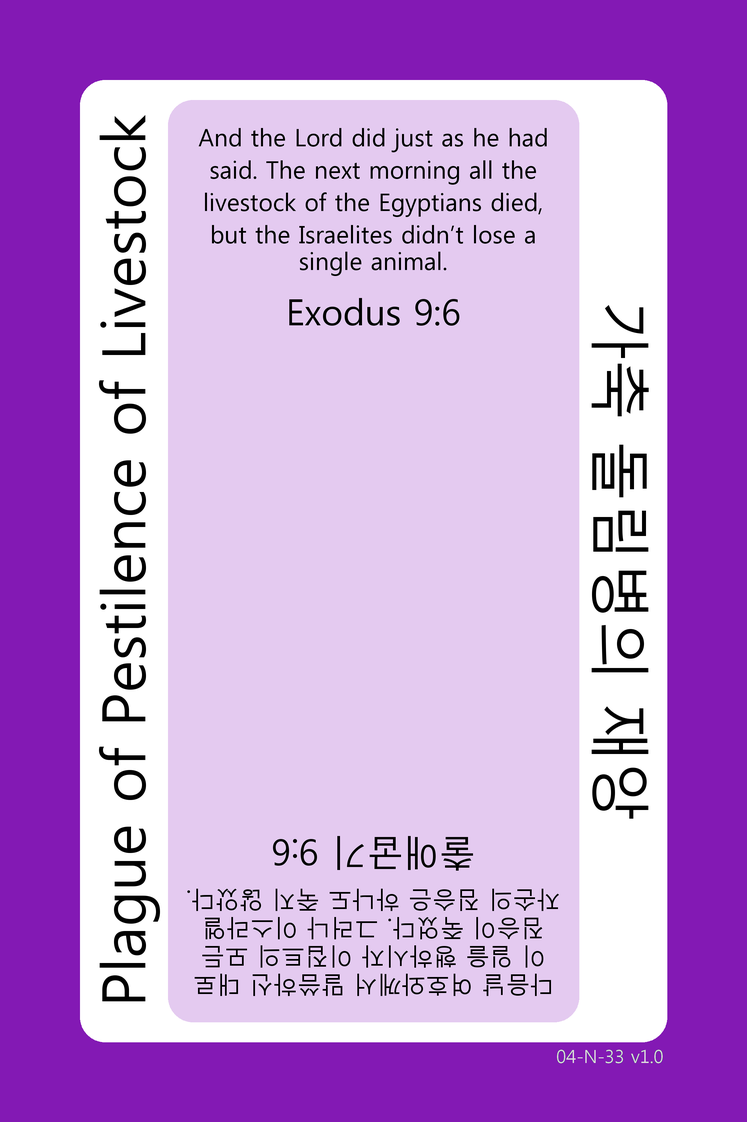 Plague of Pestilence of Livestock
And the Lord did just as he had
said. The next morning all the
livestock of the Egyptians died,
but the Israelites didn't lose a
single animal.
Exodus 9:6
가축 돌림병의 재앙
다음날 여호와께서 말씀하신 대로
이 일을 행하시자 이집트의 모든
짐승이 죽었다. 그러나 이스라엘
자손의 짐승은 하나도 죽지 않았다.
출애굽기 9:6
04-N-33 v1.0